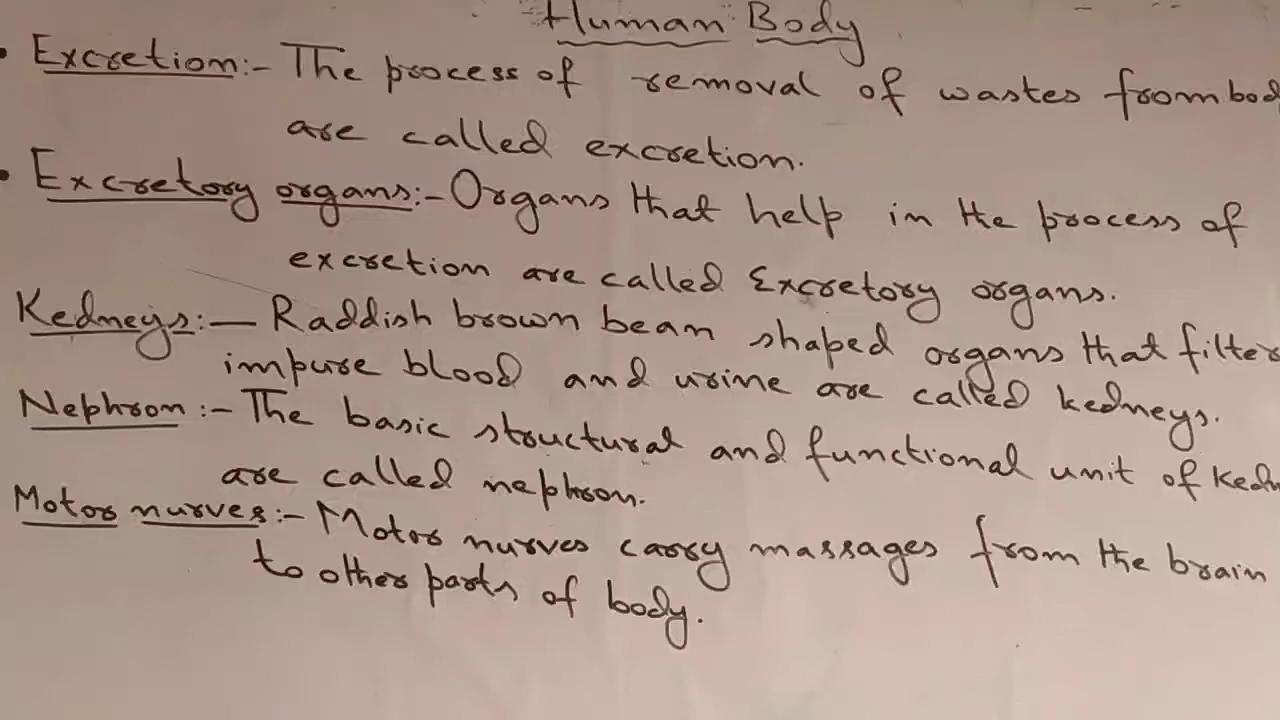 Human Body
• Excretion:- The process of removal of wastes from bod
are called excretion.
• Excretory organs:- Organs that help in the process of
excretion are called Excretory organs.
Kedneys:- Raddish brown bean shaped organs that filter
impure blood and urine are called kedneys.
Nephron:- The basic structural and functional unit of Kedn
are called nephron.
Motor nurves:- Motor nurves carry massages from the brain
to other parts of body.